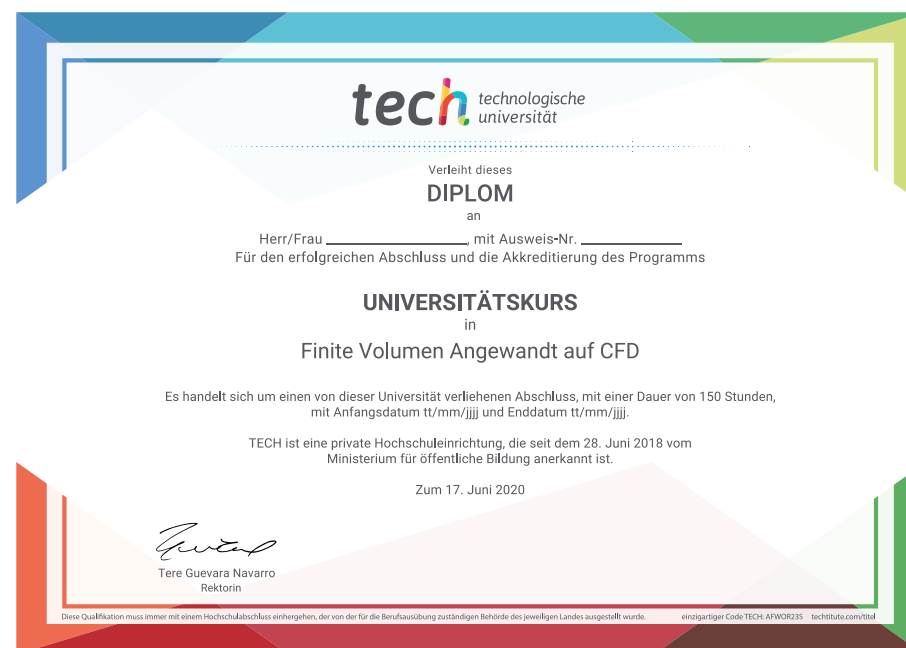 tech technologische
universität
Verleiht dieses
DIPLOM
an
Herr/Frau ____________________, mit Ausweis-Nr. ______________
Für den erfolgreichen Abschluss und die Akkreditierung des Programms
UNIVERSITÄTSKURS
in
Finite Volumen Angewandt auf CFD
Es handelt sich um einen von dieser Universität verliehenen Abschluss, mit einer Dauer von 150 Stunden,
mit Anfangsdatum tt/mm/jjjj und Enddatum tt/mm/jjjj.
TECH ist eine private Hochschuleinrichtung, die seit dem 28. Juni 2018 vom
Ministerium für öffentliche Bildung anerkannt ist.
Zum 17. Juni 2020
Tere Guevara Navarro
Rektorin
Diese Qualifikation muss immer mit einem Hochschulabschluss einhergehen, der von der für die Berufsausübung zuständigen Behörde des jeweiligen Landes ausgestellt wurde. einzigartiger Code TECH: AFWOR235 techtitute.com/titel